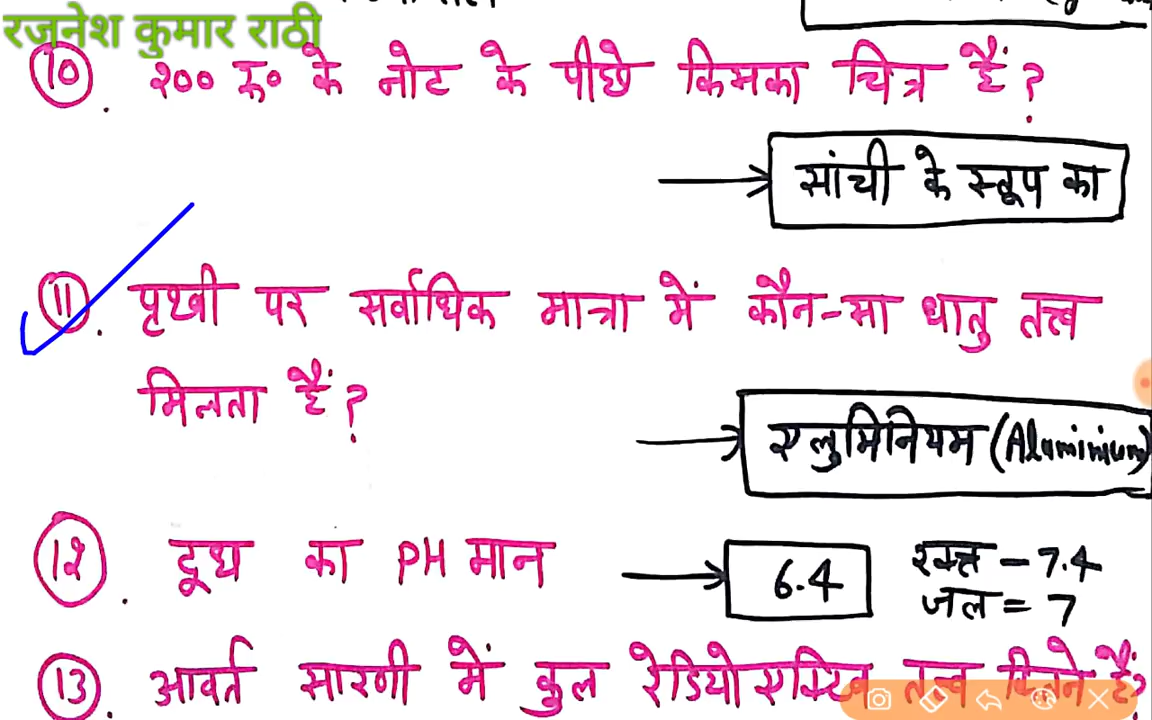 रजनेश कुमार राठी
10. २०० रु० के नोट के पीछे किसका चित्र हैं?
→ सांची के स्तूप का
11. पृथ्वी पर सर्वाधिक मात्रा में कौन-सा धातु तत्त्व
मिलता हैं?
→ एलुमिनियम (Aluminium)
1२. दूध का PH मान → 6.4 रक्त - 7.4
जल = 7
13. आवर्त सारणी में कुल रेडियोएक्टिव तत्त्व कितने हैं?